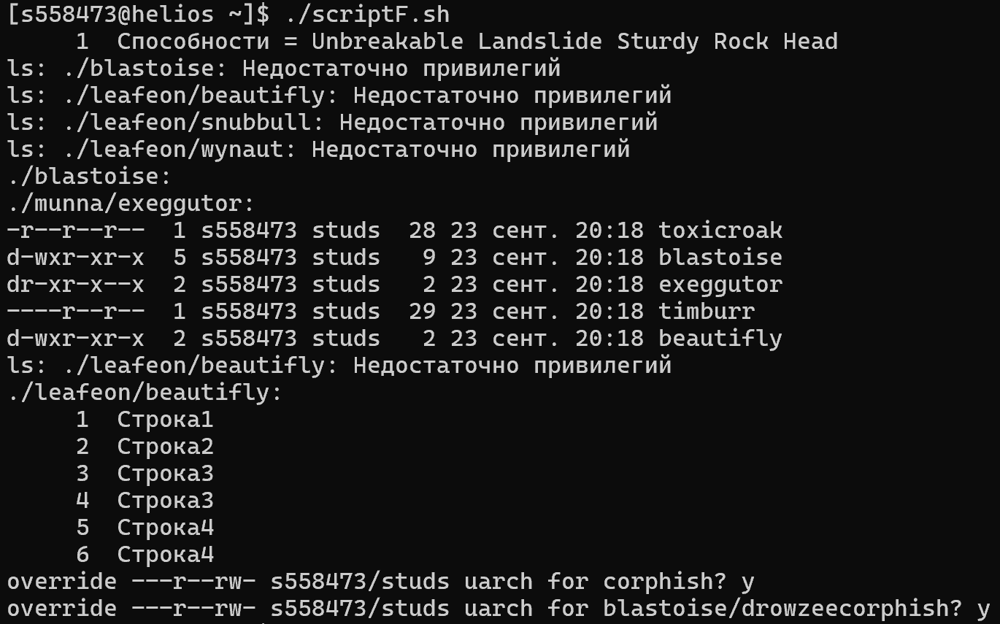 [s558473@helios ~]$ ./scriptF.sh
     1  Способности = Unbreakable Landslide Sturdy Rock Head
ls: ./blastoise: Недостаточно привилегий
ls: ./leafeon/beautifly: Недостаточно привилегий
ls: ./leafeon/snubbull: Недостаточно привилегий
ls: ./leafeon/wynaut: Недостаточно привилегий
./blastoise:
./munna/exeggutor:
-r--r--r--  1 s558473 studs  28 23 сент. 20:18 toxicroak
d-wxr-xr-x  5 s558473 studs   9 23 сент. 20:18 blastoise
dr-xr-x--x  2 s558473 studs   2 23 сент. 20:18 exeggutor
----r--r--  1 s558473 studs  29 23 сент. 20:18 timburr
d-wxr-xr-x  2 s558473 studs   2 23 сент. 20:18 beautifly
ls: ./leafeon/beautifly: Недостаточно привилегий
./leafeon/beautifly:
     1  Строка1
     2  Строка2
     3  Строка3
     4  Строка3
     5  Строка4
     6  Строка4
override ---r--rw- s558473/studs uarch for corphish? y
override ---r--rw- s558473/studs uarch for blastoise/drowzeecorphish? y